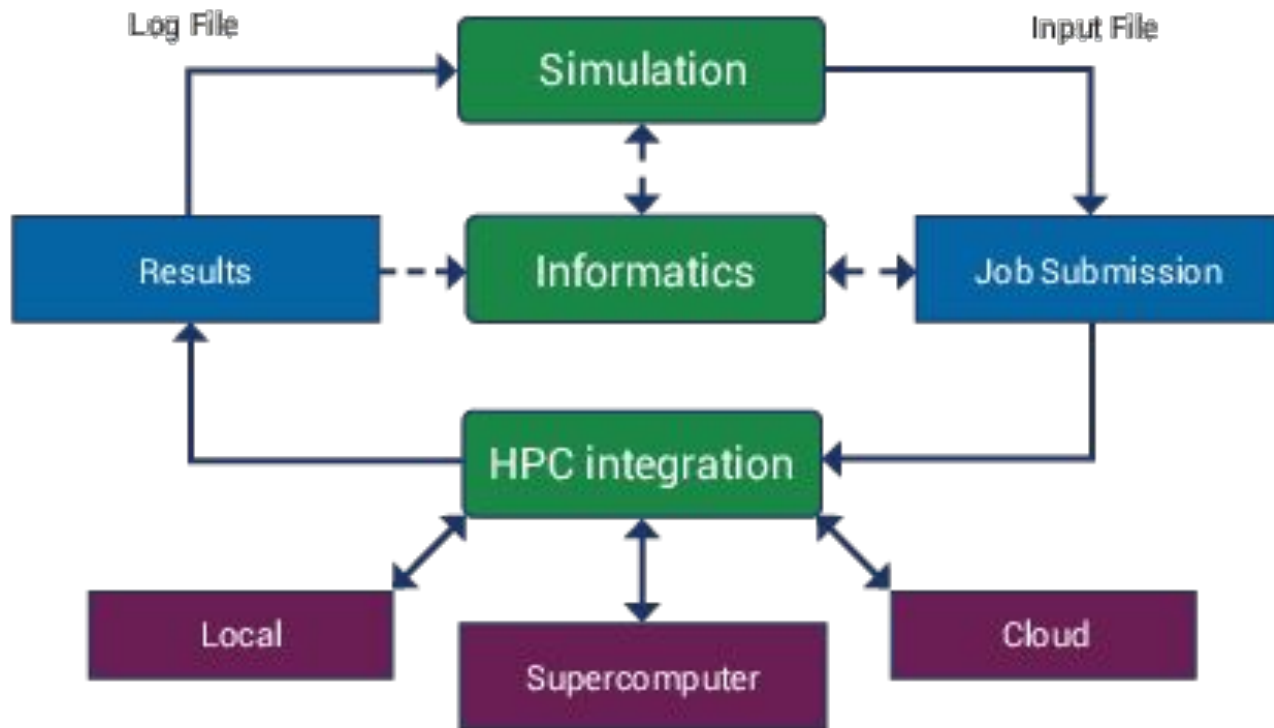 Log File
Input File
Simulation
Results
Informatics
Job Submission
HPC integration
Local
Supercomputer
Cloud